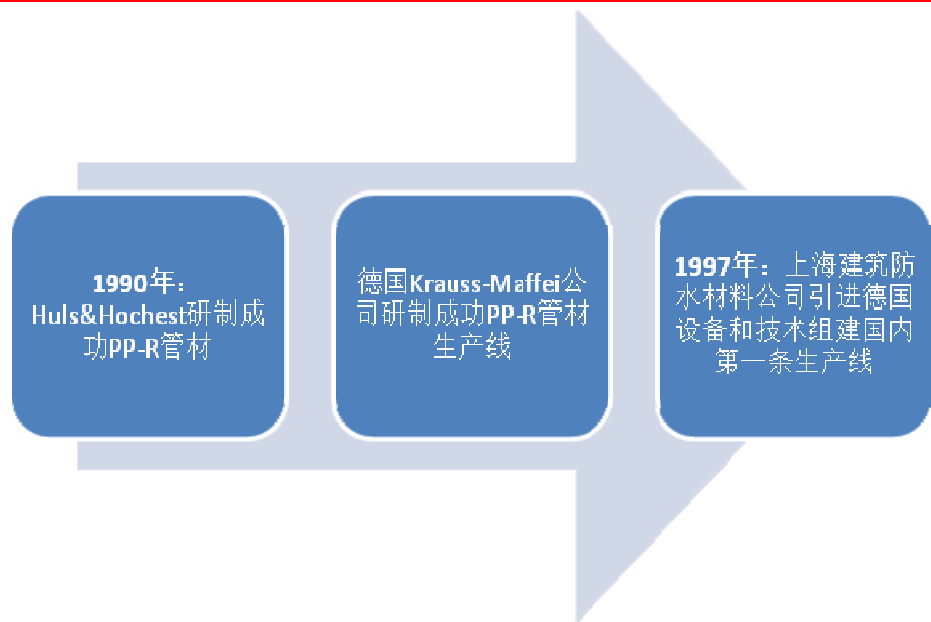 1990年：
Huls&Hochest研制成
功PP-R管材
德国Krauss-Maffei公
司研制成功PP-R管材
生产线
1997年：上海建筑防
水材料公司引进德国
设备和技术组建国内
第一条生产线